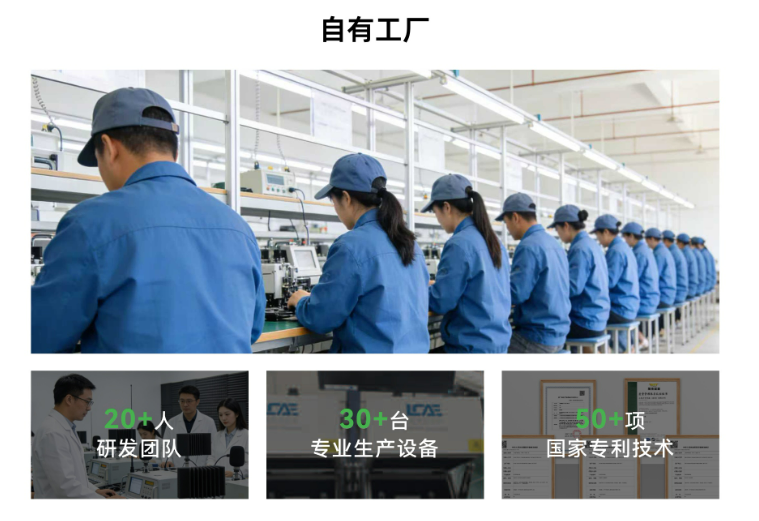 自有工厂
20+人
研发团队
30+台
专业生产设备
50+项
国家专利技术